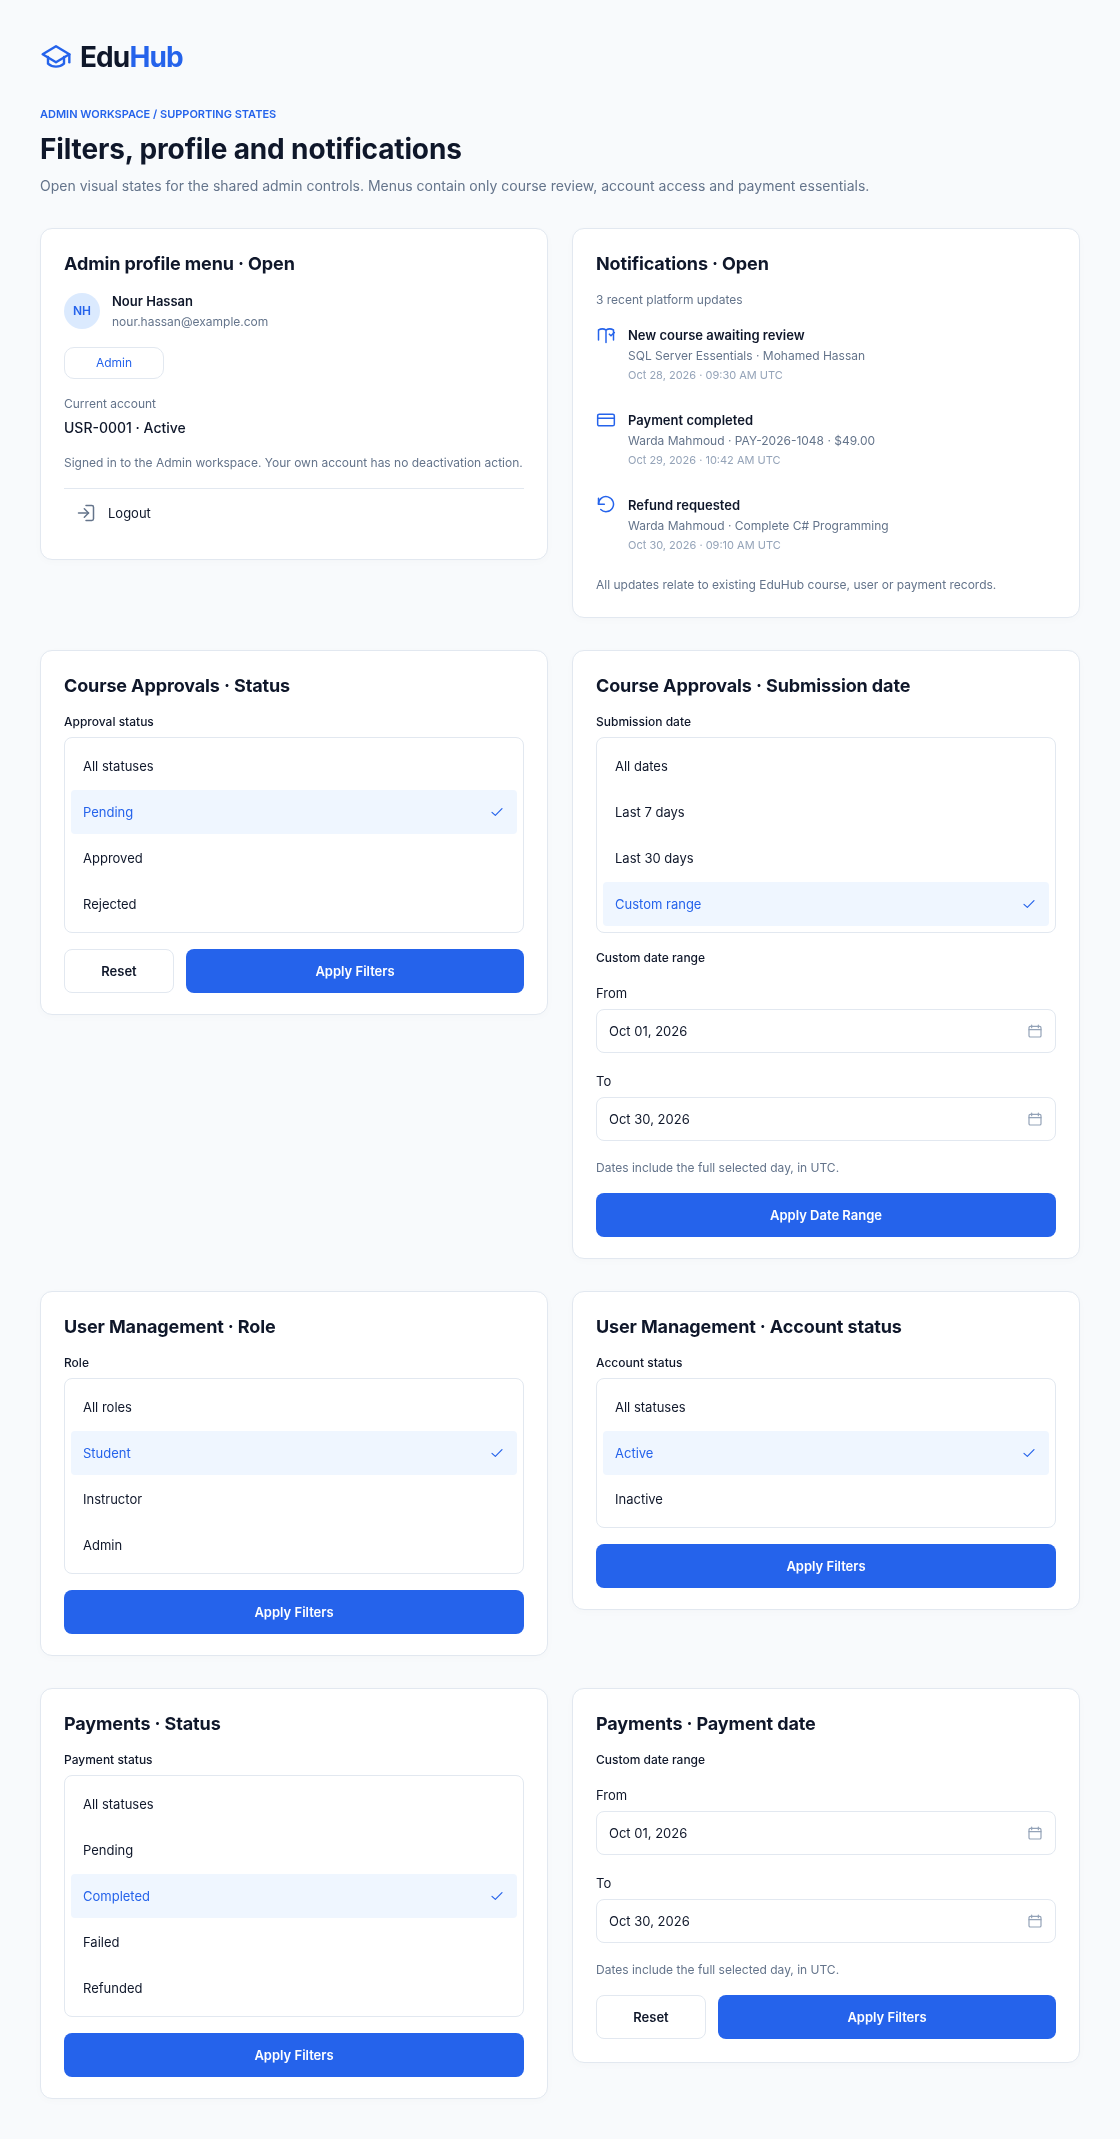 EduHub
ADMIN WORKSPACE / SUPPORTING STATES
Filters, profile and notifications
Open visual states for the shared admin controls. Menus contain only course review, account access and payment essentials.
Admin profile menu · Open
NH
Nour Hassan
nour.hassan@example.com
Admin
Current account
USR-0001 · Active
Signed in to the Admin workspace. Your own account has no deactivation action.
Logout
Notifications · Open
3 recent platform updates
New course awaiting review
SQL Server Essentials · Mohamed Hassan
Oct 28, 2026 · 09:30 AM UTC
Payment completed
Warda Mahmoud · PAY-2026-1048 · $49.00
Oct 29, 2026 · 10:42 AM UTC
Refund requested
Warda Mahmoud · Complete C# Programming
Oct 30, 2026 · 09:10 AM UTC
All updates relate to existing EduHub course, user or payment records.
Course Approvals · Status
Approval status
All statuses
Pending
Approved
Rejected
Reset
Apply Filters
Course Approvals · Submission date
Submission date
All dates
Last 7 days
Last 30 days
Custom range
Custom date range
From
Oct 01, 2026
To
Oct 30, 2026
Dates include the full selected day, in UTC.
Apply Date Range
User Management · Role
Role
All roles
Student
Instructor
Admin
Apply Filters
User Management · Account status
Account status
All statuses
Active
Inactive
Apply Filters
Payments · Status
Payment status
All statuses
Pending
Completed
Failed
Refunded
Apply Filters
Payments · Payment date
Custom date range
From
Oct 01, 2026
To
Oct 30, 2026
Dates include the full selected day, in UTC.
Reset
Apply Filters